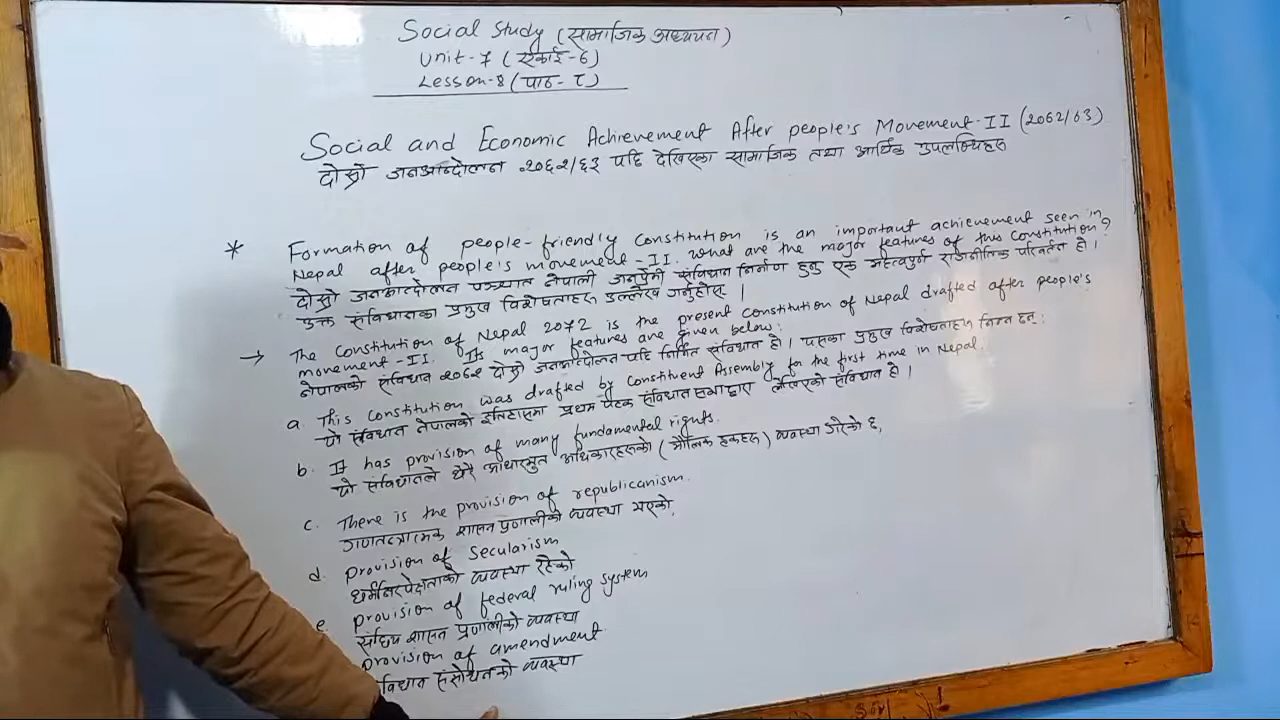 Social Study (सामाजिक अध्ययन)
Unit-7 (एकाई-७)
Lesson-8 (पाठ-८)
Social and Economic Achievement After people's Movement-II (2062/63)
दोस्रो जनआन्दोलन २०६२/६३ पछि देखिएका सामाजिक तथा आर्थिक उपलब्धिहरु
* Formation of people-friendly constitution is an important achievement seen in
Nepal after people's movement-II. What are the major features of this constitution?
दोस्रो जनआन्दोलन पश्चात नेपाली जनप्रेमी संविधान निर्माण हुनु एक महत्वपूर्ण राजनीतिक परिवर्तन हो।
उक्त संविधानका प्रमुख विशेषताहरु उल्लेख गर्नुहोस् ।
→ The constitution of Nepal 2072 is the present constitution of Nepal drafted after people's
movement-II. Its major features are given below:
नेपालको संविधान २०७२ दोस्रो जनआन्दोलन पछि निर्मित संविधान हो। यसका प्रमुख विशेषताहरु निम्न छन्:
a. This constitution was drafted by Constituent Assembly for the first time in Nepal.
यो संविधान नेपालको इतिहासमा प्रथम पटक संविधान सभाद्वारा लेखिएको संविधान हो।
b. It has provision of many fundamental rights.
यो संविधानले धेरै आधारभुत अधिकारहरुको (मौलिक हकहरु) व्यवस्था गरेको छ,
c. There is the provision of republicanism.
गणतन्त्रात्मक शासन प्रणालीको व्यवस्था भएको,
d. provision of Secularism
धर्मनिरपेक्षताको व्यवस्था रहेको
e. provision of federal ruling system
संघिय शासन प्रणालीको व्यवस्था
provision of amendment
विधान संसोधनको व्यवस्था